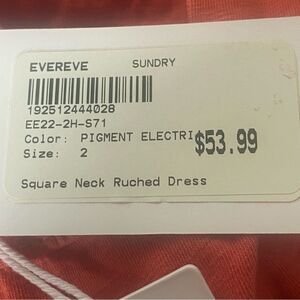 EVEREVE SUNDRY
192512444028
EE22-2H-S71
Color: PIGMENT ELECTRI
Size: 2 $53.99
Square Neck Ruched Dress